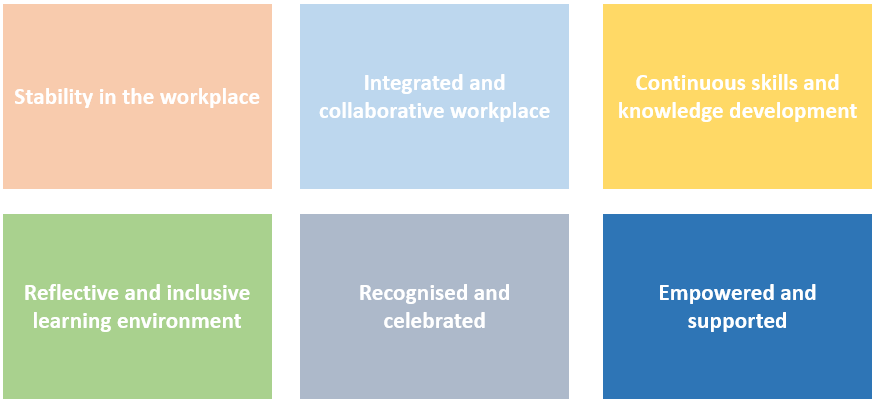 Stability in the workplace
Integrated and
collaborative workplace
Continuous skills and
knowledge development
Reflective and inclusive
learning environment
Recognised and
celebrated
Empowered and
supported